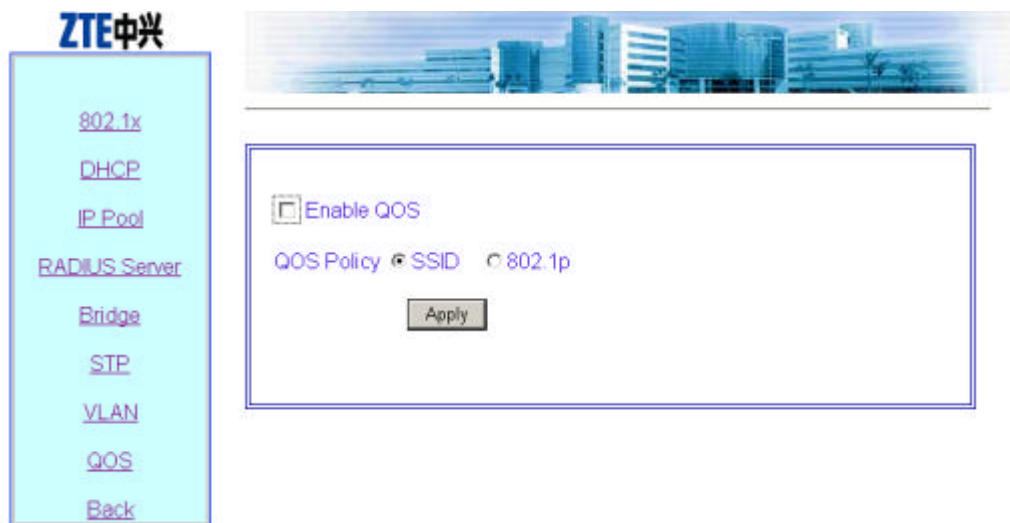 ZTE中兴
802.1x
DHCP
IP Pool
RADIUS Server
Bridge
STP
VLAN
QOS
Back
Enable QOS
QOS Policy SSID 802.1p
Apply